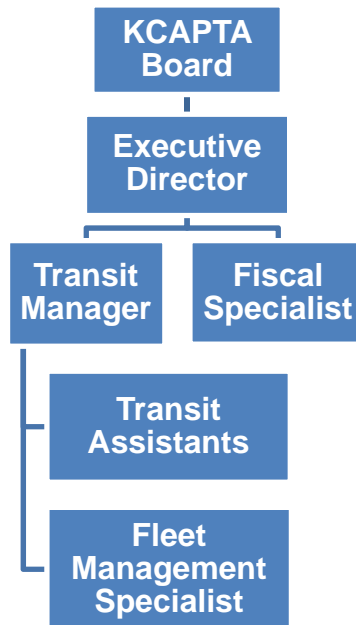 KCAPTA
Board
Executive
Director
Transit
Manager
Fiscal
Specialist
Transit
Assistants
Fleet
Management
Specialist